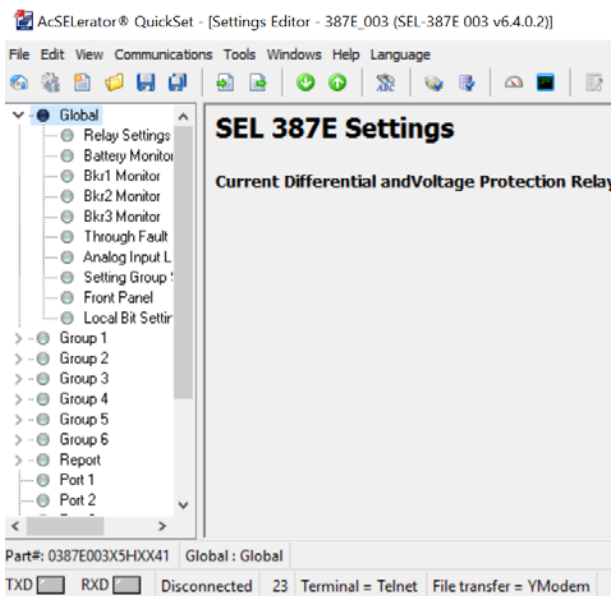 AcSELerator® QuickSet - [Settings Editor - 387E_003 (SEL-387E 003 v6.4.0.2)]
File Edit View Communications Tools Windows Help Language
Global
Relay Settings
Battery Monitor
Bkr1 Monitor
Bkr2 Monitor
Bkr3 Monitor
Through Fault
Analog Input L
Setting Group S
Front Panel
Local Bit Settin
Group 1
Group 2
Group 3
Group 4
Group 5
Group 6
Report
Port 1
Port 2
SEL 387E Settings
Current Differential andVoltage Protection Relay
Part#: 0387E003X5HXX41 Global : Global
TXD RXD Disconnected 23 Terminal = Telnet File transfer = YModem